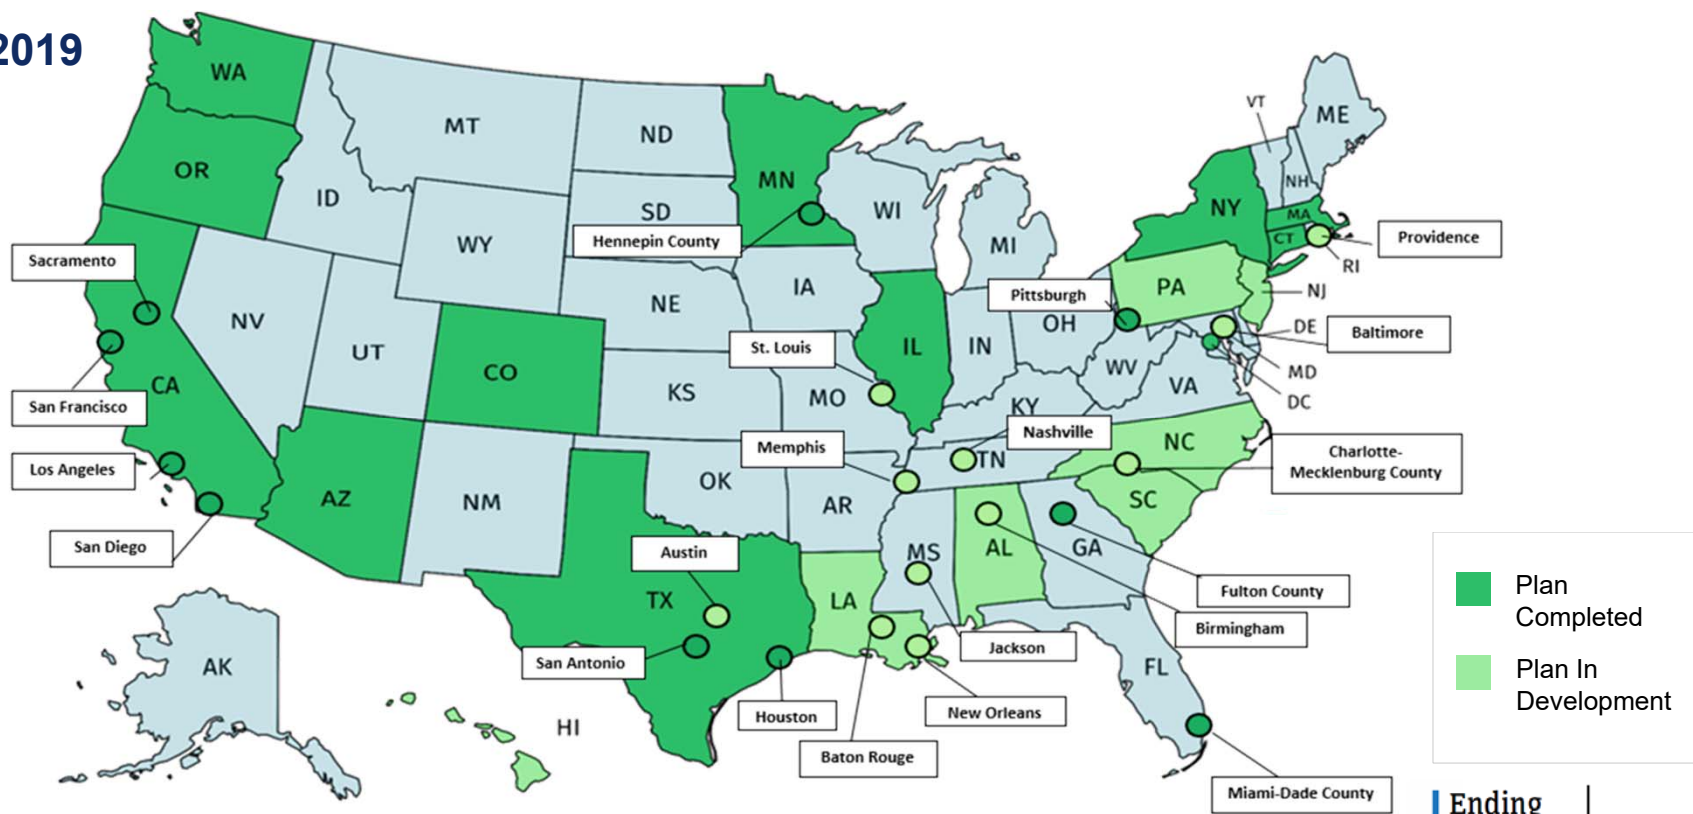 2019
WA
OR
CA
ID
NV
MT
WY
UT
CO
AZ
NM
ND
SD
NE
KS
OK
TX
MN
IA
MO
AR
LA
WI
IL
MI
IN
OH
KY
TN
MS
AL
GA
FL
SC
NC
VA
WV
PA
NY
VT
NH
ME
MA
CT
RI
NJ
DE
MD
DC
AK
HI
Sacramento
San Francisco
Los Angeles
San Diego
Hennepin County
St. Louis
Memphis
Nashville
Pittsburgh
Providence
Baltimore
Charlotte-
Mecklenburg County
Fulton County
Birmingham
Jackson
New Orleans
Baton Rouge
Houston
San Antonio
Austin
Miami-Dade County
Plan
Completed
Plan In
Development
Ending